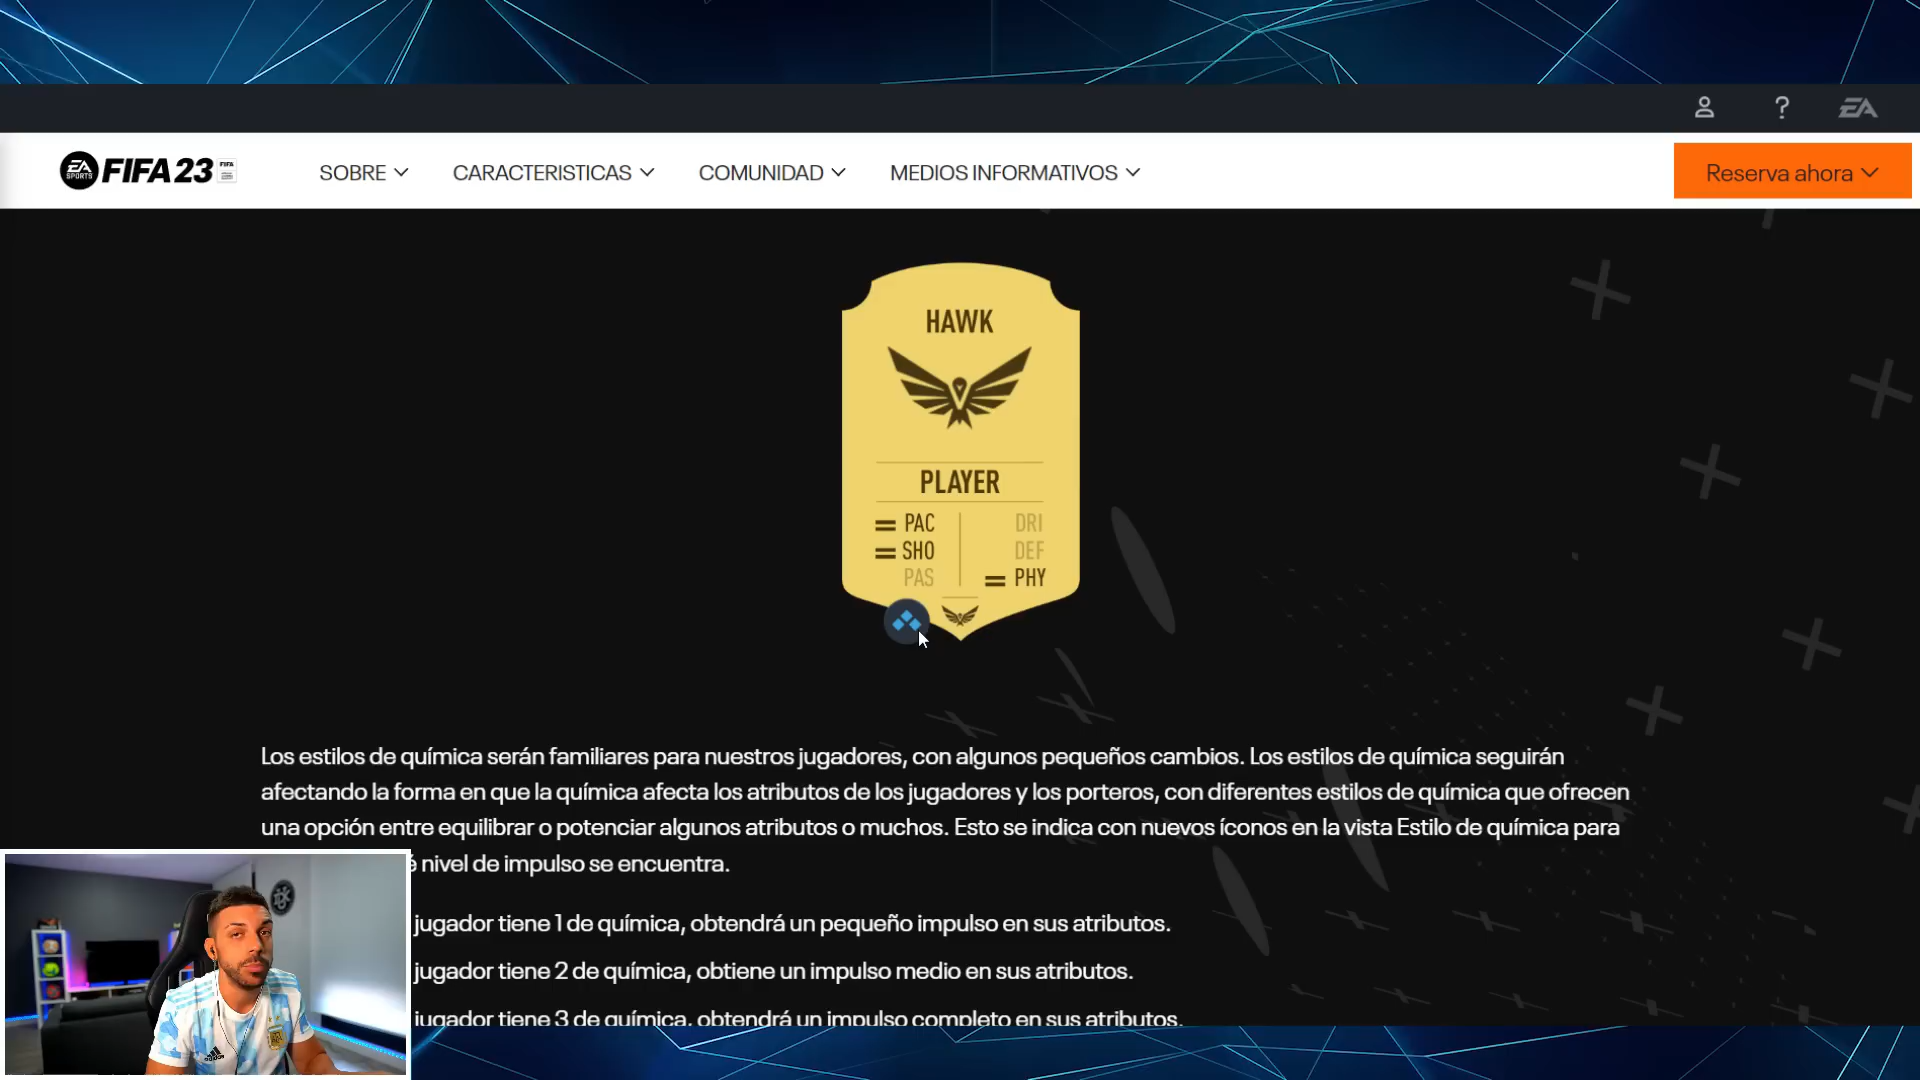 EA
EA SPORTS FIFA 23 FIFA
SOBRE
CARACTERISTICAS
COMUNIDAD
MEDIOS INFORMATIVOS
Reserva ahora
HAWK
PLAYER
= PAC
DRI
= SHO
DEF
PAS
= PHY
Los estilos de química serán familiares para nuestros jugadores, con algunos pequeños cambios. Los estilos de química seguirán
afectando la forma en que la química afecta los atributos de los jugadores y los porteros, con diferentes estilos de química que ofrecen
una opción entre equilibrar o potenciar algunos atributos o muchos. Esto se indica con nuevos íconos en la vista Estilo de química para
nivel de impulso se encuentra.
jugador tiene 1 de química, obtendrá un pequeño impulso en sus atributos.
jugador tiene 2 de química, obtiene un impulso medio en sus atributos.
jugador tiene 3 de química, obtendrá un impulso completo en sus atributos.